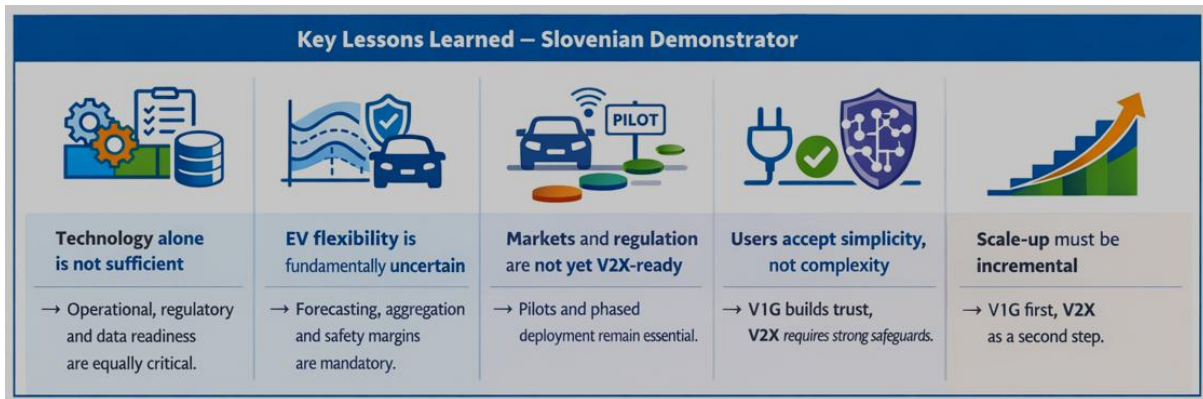 Key Lessons Learned – Slovenian Demonstrator
PILOT
Technology alone
is not sufficient
→ Operational, regulatory
and data readiness
are equally critical.
EV flexibility is
fundamentally uncertain
→ Forecasting, aggregation
and safety margins
are mandatory.
Markets and regulation
are not yet V2X-ready
→ Pilots and phased
deployment remain essential.
Users accept simplicity,
not complexity
→ V1G builds trust,
V2X requires strong safeguards.
Scale-up must be
incremental
→ V1G first, V2X
as a second step.